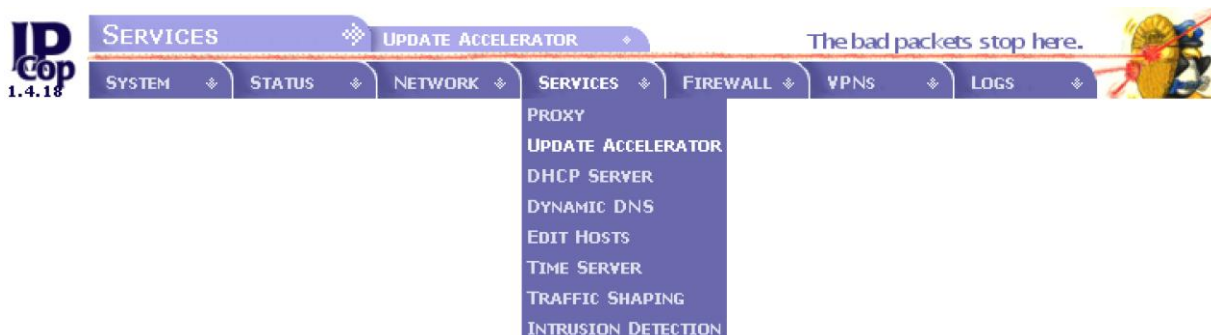 IP
Cop
1.4.18
SERVICES
UPDATE ACCELERATOR
The bad packets stop here.
SYSTEM
STATUS
NETWORK
SERVICES
FIREWALL
VPNS
LOGS
PROXY
UPDATE ACCELERATOR
DHCP SERVER
DYNAMIC DNS
EDIT HOSTS
TIME SERVER
TRAFFIC SHAPING
INTRUSION DETECTION